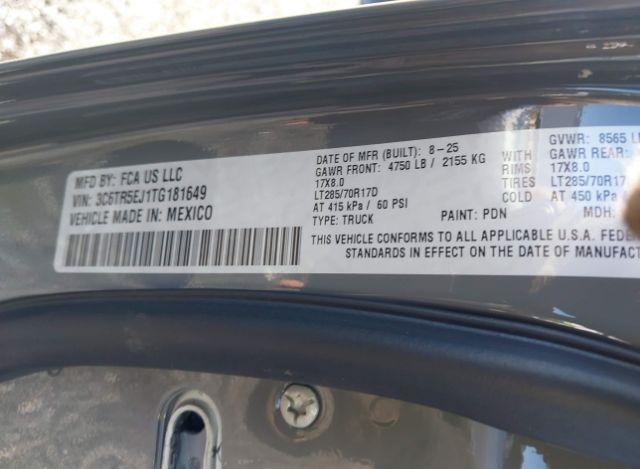 MFD BY: FCA US LLC
VIN: 3C6TR5EJ1TG181649
VEHICLE MADE IN: MEXICO
DATE OF MFR (BUILT): 8-25
GAWR FRONT: 4750 LB / 2155 KG WITH
17X8.0 RIMS
LT285/70R17D TIRES
AT 415 kPa / 60 PSI COLD
TYPE: TRUCK PAINT: PDN MDH:
GVWR: 8565 L
GAWR REAR:
17X8.0
LT285/70R17
AT 450 kPa
THIS VEHICLE CONFORMS TO ALL APPLICABLE U.S.A. FEDE
STANDARDS IN EFFECT ON THE DATE OF MANUFACT